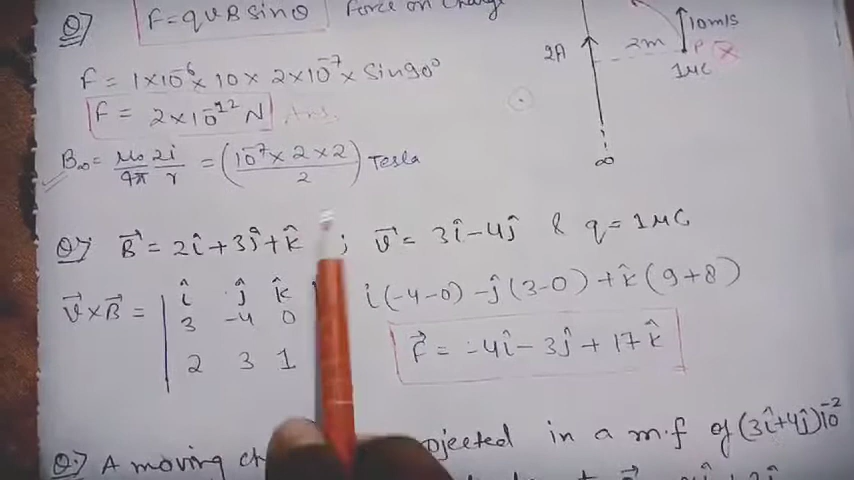 Q7 F = qvB sinθ Force on Charge
10m/s
2A 2m P x
1μC
F = 1×10⁻⁶ × 10 × 2×10⁻⁷ × Sin90°
F = 2×10⁻¹² N Ans.
B∞ = μ₀/4π 2i/r = (10⁻⁷ × 2 × 2 / 2) Tesla
∞
Q7 B⃗ = 2î + 3ĵ + k̂ ; v⃗ = 3î - 4ĵ & q = 1μC
v⃗×B⃗ = | î ĵ k̂ i(-4-0) - ĵ(3-0) + k̂(9+8)
3 -4 0
F⃗ = -4î - 3ĵ + 17k̂
2 3 1
Q.7 A moving ojected in a m.f of (3î+4ĵ)10⁻²